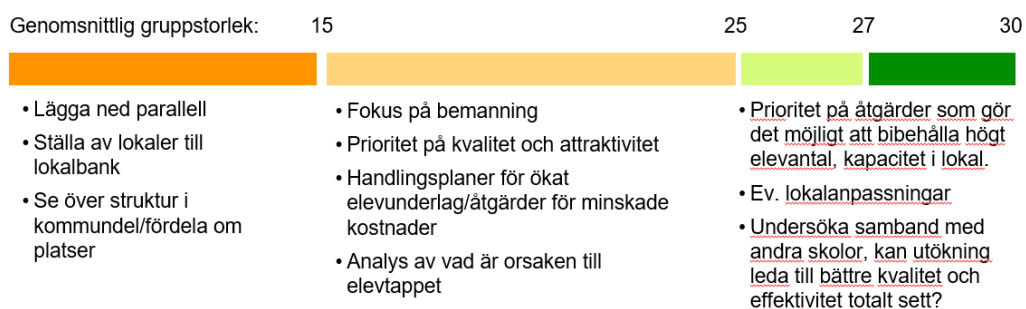 Genomsnittlig gruppstorlek: 15 25 27 30
• Lägga ned parallell
• Ställa av lokaler till
lokalbank
• Se över struktur i
kommundel/fördela om
platser
• Fokus på bemanning
• Prioritet på kvalitet och attraktivitet
• Handlingsplaner för ökat
elevunderlag/åtgärder för minskade
kostnader
• Analys av vad är orsaken till
elevtappet
• Prioritet på åtgärder som gör
det möjligt att bibehålla högt
elevantal, kapacitet i lokal.
• Ev. lokalanpassningar
• Undersöka samband med
andra skolor, kan utökning
leda till bättre kvalitet och
effektivitet totalt sett?